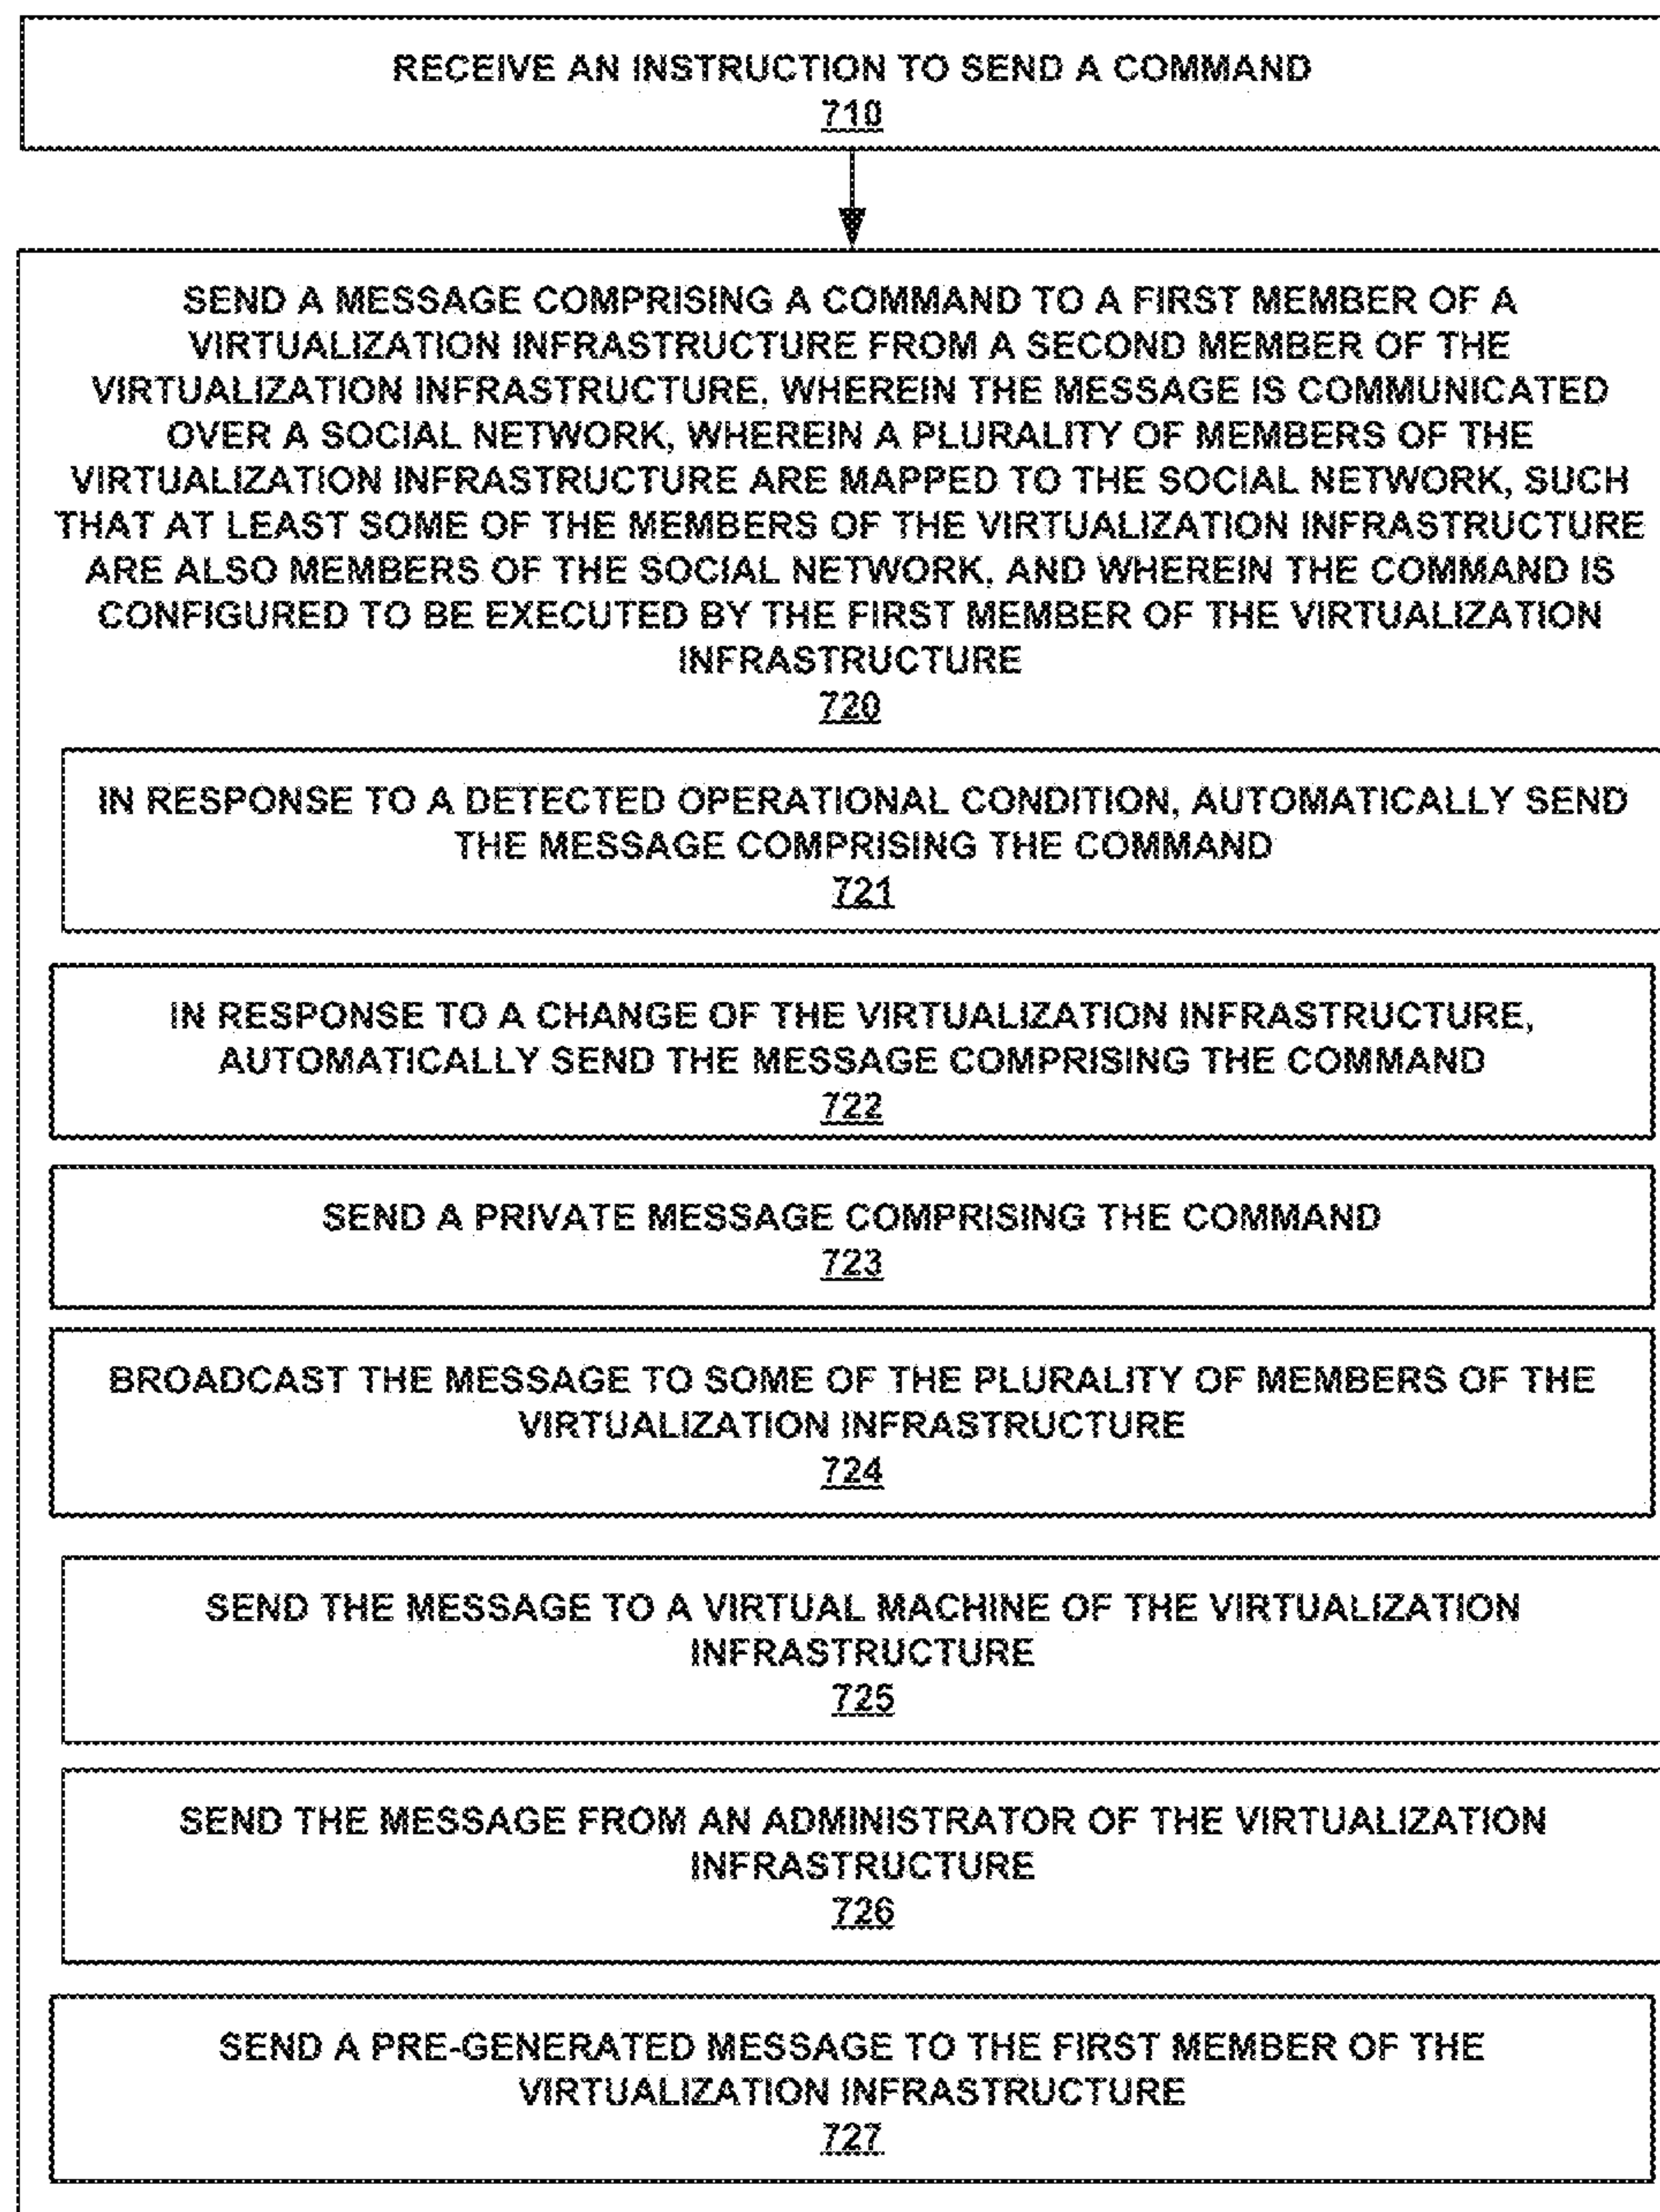 RECEIVE AN INSTRUCTION TO SEND A COMMAND
710
SEND A MESSAGE COMPRISING A COMMAND TO A FIRST MEMBER OF A
VIRTUALIZATION INFRASTRUCTURE FROM A SECOND MEMBER OF THE
VIRTUALIZATION INFRASTRUCTURE, WHEREIN THE MESSAGE IS COMMUNICATED
OVER A SOCIAL NETWORK, WHEREIN A PLURALITY OF MEMBERS OF THE
VIRTUALIZATION INFRASTRUCTURE ARE MAPPED TO THE SOCIAL NETWORK, SUCH
THAT AT LEAST SOME OF THE MEMBERS OF THE VIRTUALIZATION INFRASTRUCTURE
ARE ALSO MEMBERS OF THE SOCIAL NETWORK, AND WHEREIN THE COMMAND IS
CONFIGURED TO BE EXECUTED BY THE FIRST MEMBER OF THE VIRTUALIZATION
INFRASTRUCTURE
720
IN RESPONSE TO A DETECTED OPERATIONAL CONDITION, AUTOMATICALLY SEND
THE MESSAGE COMPRISING THE COMMAND
721
IN RESPONSE TO A CHANGE OF THE VIRTUALIZATION INFRASTRUCTURE,
AUTOMATICALLY SEND THE MESSAGE COMPRISING THE COMMAND
722
SEND A PRIVATE MESSAGE COMPRISING THE COMMAND
723
BROADCAST THE MESSAGE TO SOME OF THE PLURALITY OF MEMBERS OF THE
VIRTUALIZATION INFRASTRUCTURE
724
SEND THE MESSAGE TO A VIRTUAL MACHINE OF THE VIRTUALIZATION
INFRASTRUCTURE
725
SEND THE MESSAGE FROM AN ADMINISTRATOR OF THE VIRTUALIZATION
INFRASTRUCTURE
726
SEND A PRE-GENERATED MESSAGE TO THE FIRST MEMBER OF THE
VIRTUALIZATION INFRASTRUCTURE
727